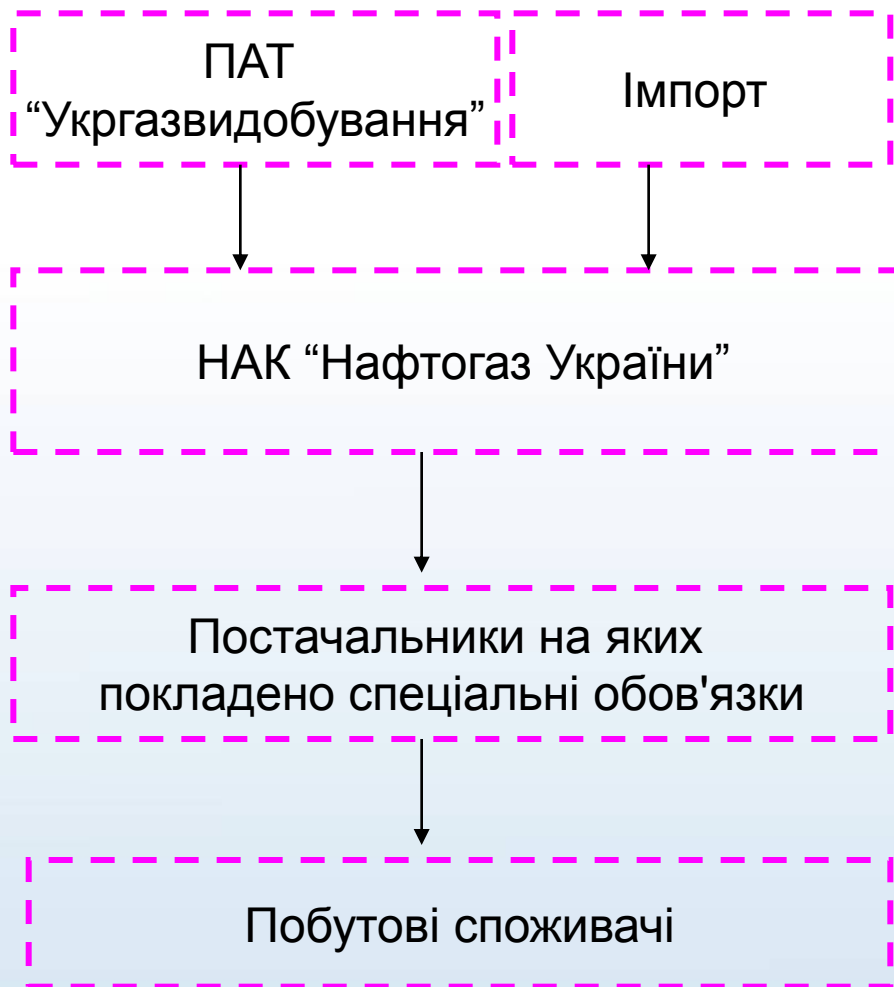 ПАТ
“Укргазвидобування”
Імпорт
НАК “Нафтогаз України”
Постачальники на яких
покладено спеціальні обов'язки
Побутові споживачі